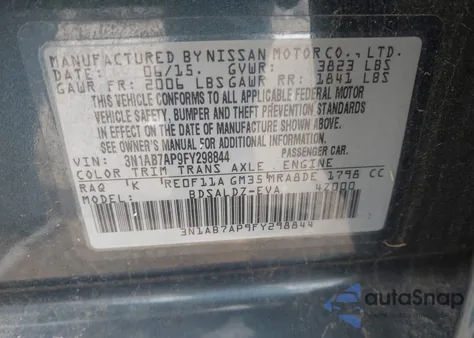 MANUFACTURED BY NISSAN MOTOR CO., LTD.
DATE: 06/15. GVWR: 3823 LBS
GAWR FR: 2006 LBS GAWR RR: 1841 LBS
THIS VEHICLE CONFORMS TO ALL APPLICABLE FEDERAL MOTOR
VEHICLE SAFETY, BUMPER AND THEFT PREVENTION STANDARDS
IN EFFECT ON THE DATE OF MANUFACTURE SHOWN ABOVE.
SEE OWNER'S MANUAL FOR ADDITIONAL INFORMATION.
VIN: 3N1AB7AP9FY298844 PASSENGER CAR.
COLOR TRIM TRANS AXLE ENGINE
RAQ K RE0F11A GM35 MRA8DE 1798 CC
MODEL: BDSALDZ-EVA 42000
3N1AB7AP9FY298844
autoSnap